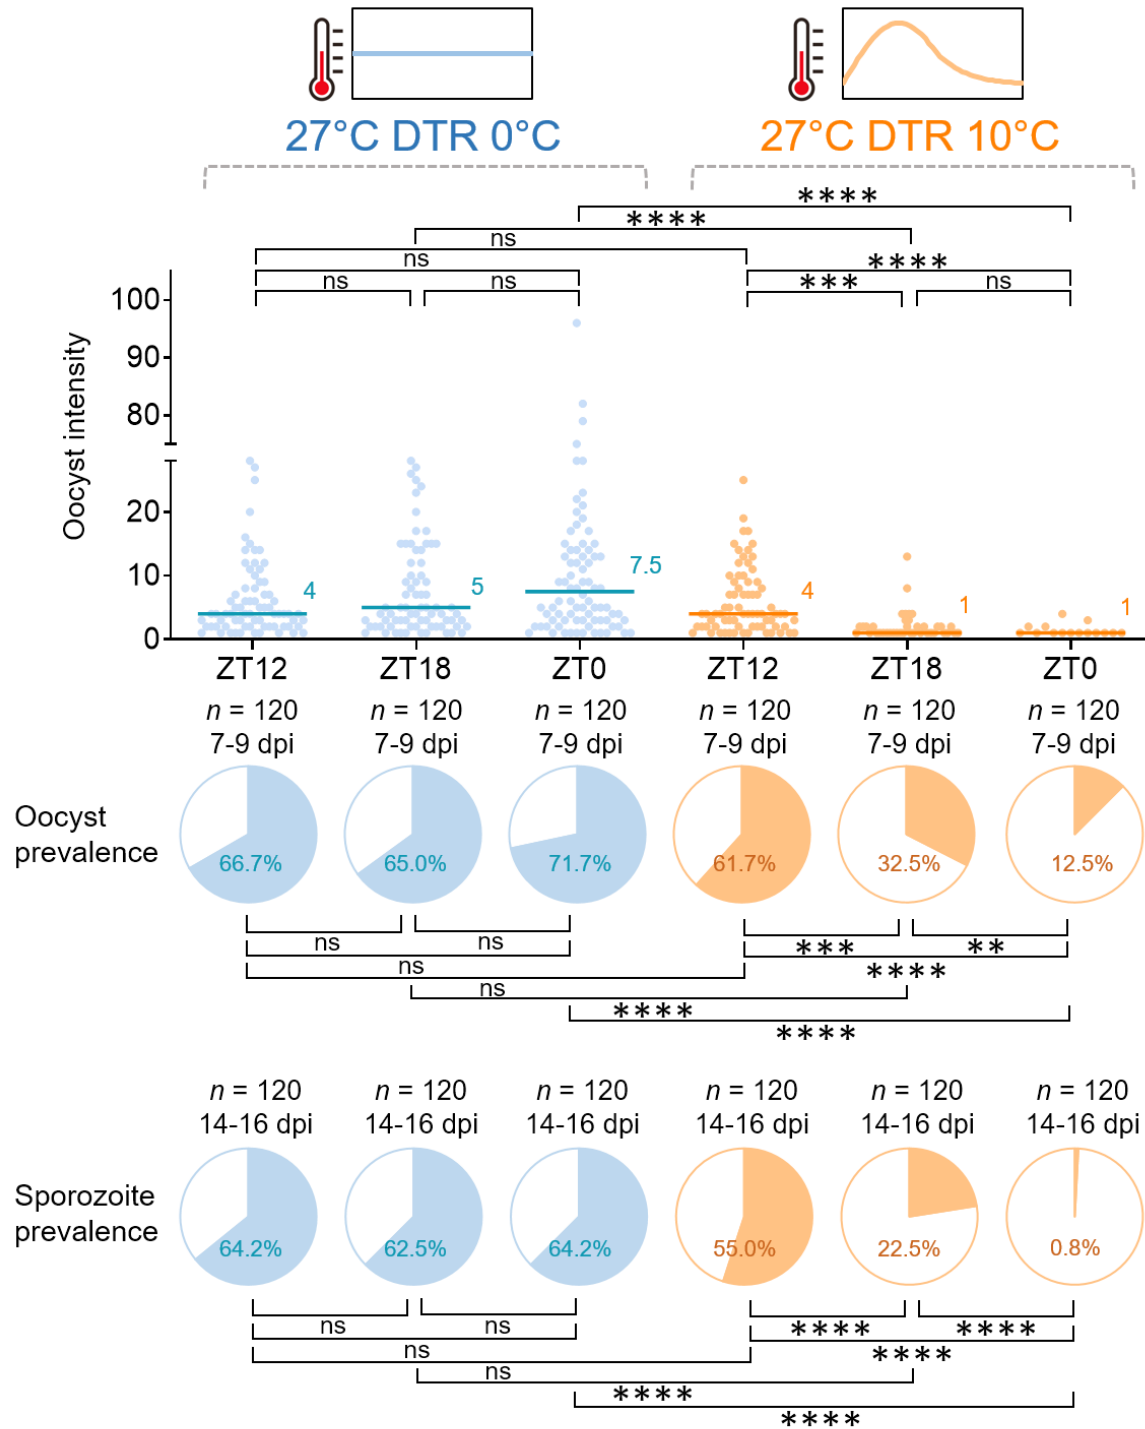 27°C DTR 0°C
27°C DTR 10°C
****
****
ns
ns
****
ns
ns
***
ns
Oocyst intensity
100
90
80
20
10
0
4
5
7.5
4
1
1
ZT12
ZT18
ZT0
ZT12
ZT18
ZT0
n = 120
n = 120
n = 120
n = 120
n = 120
n = 120
7-9 dpi
7-9 dpi
7-9 dpi
7-9 dpi
7-9 dpi
7-9 dpi
Oocyst
prevalence
66.7%
65.0%
71.7%
61.7%
32.5%
12.5%
ns
ns
***
**
ns
****
ns
****
****
n = 120
n = 120
n = 120
n = 120
n = 120
n = 120
14-16 dpi
14-16 dpi
14-16 dpi
14-16 dpi
14-16 dpi
14-16 dpi
Sporozoite
prevalence
64.2%
62.5%
64.2%
55.0%
22.5%
0.8%
ns
ns
****
****
ns
****
ns
****
****